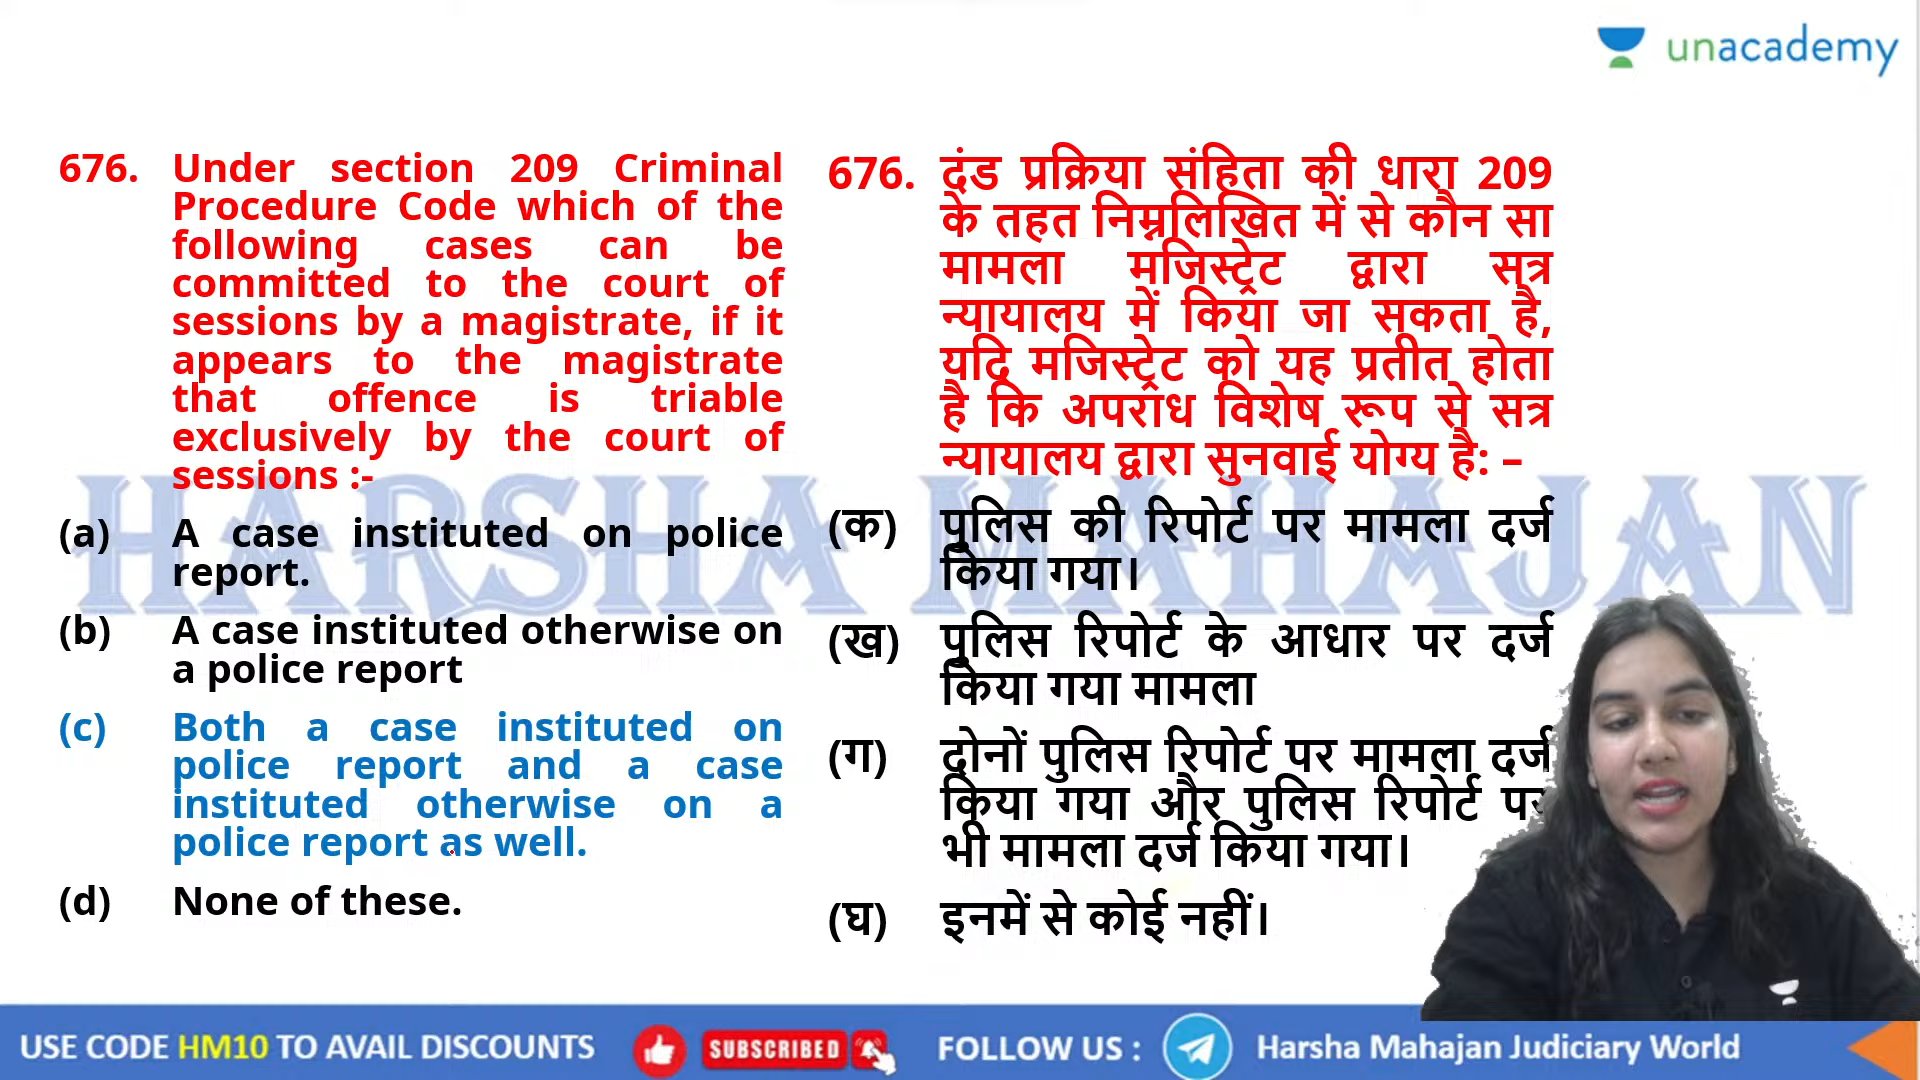 unacademy
676. Under section 209 Criminal
Procedure Code which of the
following cases can be
committed to the court of
sessions by a magistrate, if it
appears to the magistrate
that offence is triable
exclusively by the court of
sessions :-
(a) A case instituted on police
report.
(b) A case instituted otherwise on
a police report
(c) Both a case instituted on
police report and a case
instituted otherwise on a
police report as well.
(d) None of these.
676. दंड प्रक्रिया संहिता की धारा 209
के तहत निम्नलिखित में से कौन सा
मामला मजिस्ट्रेट द्वारा सत्र
न्यायालय में किया जा सकता है,
यदि मजिस्ट्रेट को यह प्रतीत होता
है कि अपराध विशेष रूप से सत्र
न्यायालय द्वारा सुनवाई योग्य है: –
(क) पुलिस की रिपोर्ट पर मामला दर्ज
किया गया।
(ख) पुलिस रिपोर्ट के आधार पर दर्ज
किया गया मामला
(ग) दोनों पुलिस रिपोर्ट पर मामला दर्ज
किया गया और पुलिस रिपोर्ट पर
भी मामला दर्ज किया गया।
(घ) इनमें से कोई नहीं।
HARSHA MAHAJAN
USE CODE HM10 TO AVAIL DISCOUNTS
SUBSCRIBED
FOLLOW US :
Harsha Mahajan Judiciary World